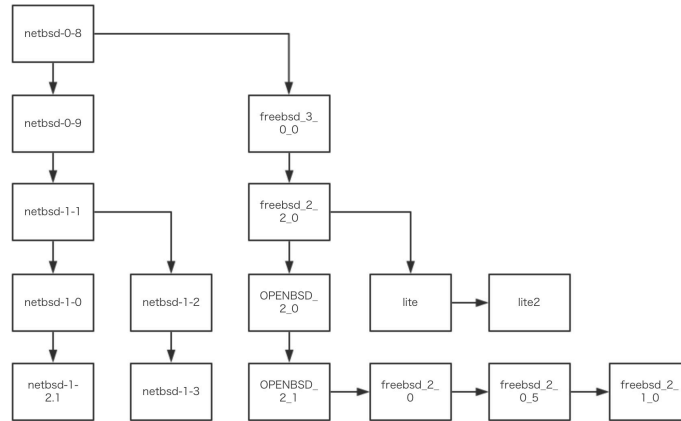 netbsd-0-8
netbsd-0-9
freebsd_3_
0_0
netbsd-1-1
freebsd_2_
2_0
netbsd-1-0
netbsd-1-2
OPENBSD_
2_0
lite
lite2
netbsd-1-
2.1
netbsd-1-3
OPENBSD_
2_1
freebsd_2_
0
freebsd_2_
0_5
freebsd_2_
1_0